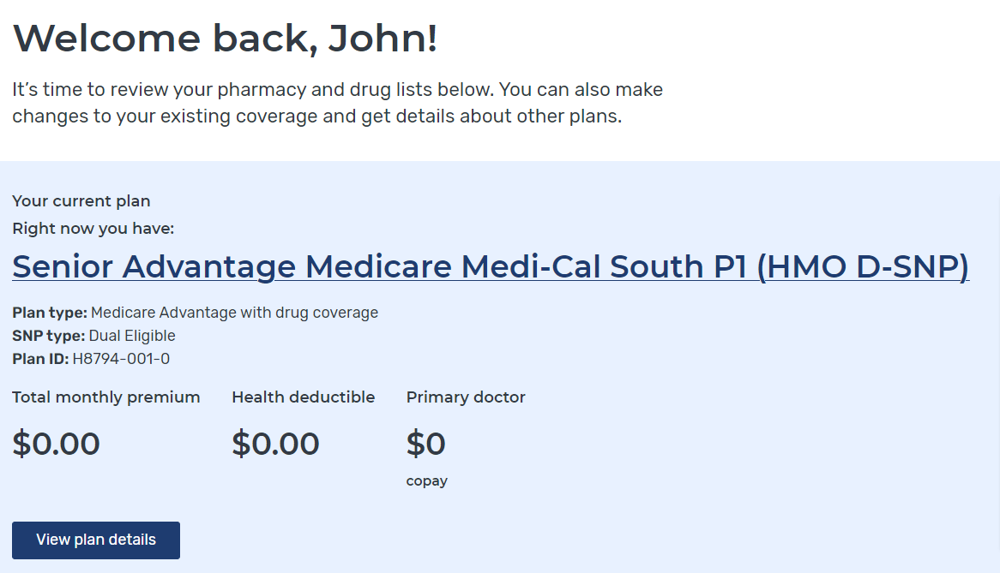 Welcome back, John!
It’s time to review your pharmacy and drug lists below. You can also make
changes to your existing coverage and get details about other plans.
Your current plan
Right now you have:
Senior Advantage Medicare Medi-Cal South P1 (HMO D-SNP)
Plan type: Medicare Advantage with drug coverage
SNP type: Dual Eligible
Plan ID: H8794-001-0
Total monthly premium Health deductible Primary doctor
$0.00 $0.00 $0
copay
View plan details